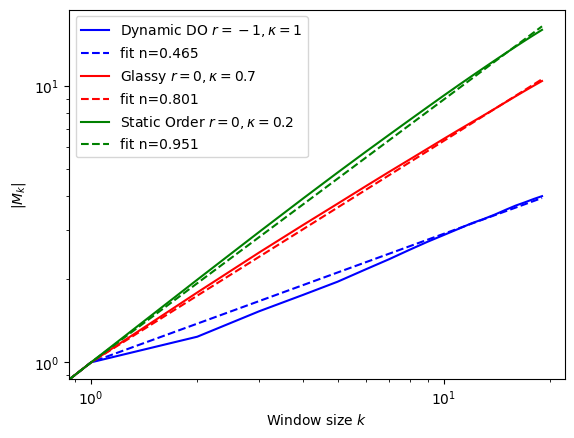 Dynamic DO r = −1, κ = 1
fit n=0.465
Glassy r = 0, κ = 0.7
fit n=0.801
Static Order r = 0, κ = 0.2
fit n=0.951
10¹
10⁰
|Mₖ|
10⁰ 10¹
Window size k